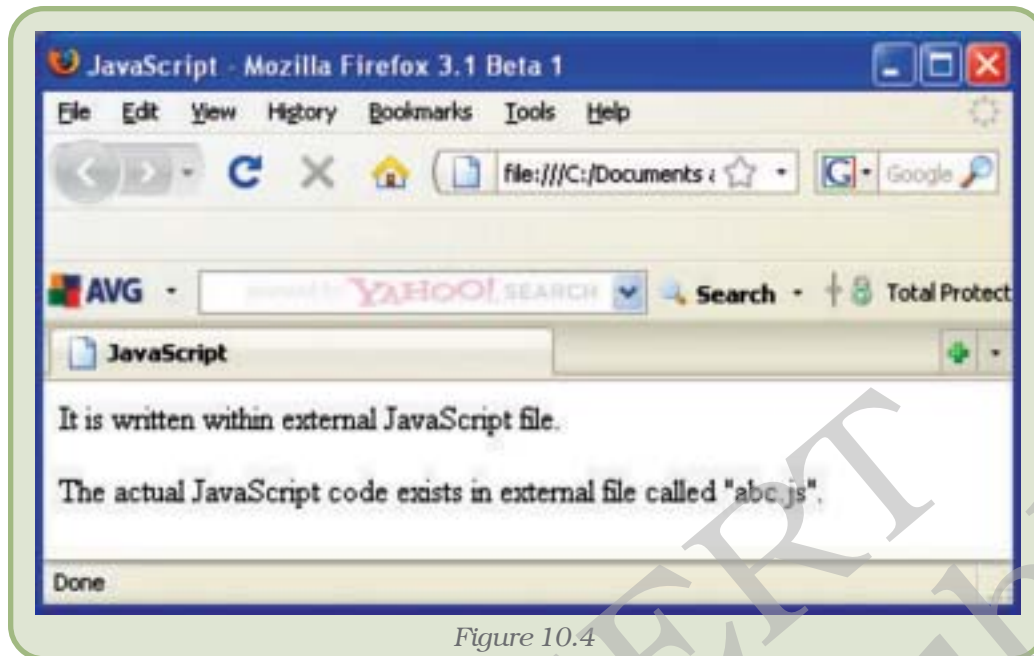 JavaScript - Mozilla Firefox 3.1 Beta 1
File Edit View History Bookmarks Tools Help
file:///C:/Documents a G Google
AVG YAHOO! SEARCH Search Total Protect
JavaScript
It is written within external JavaScript file.
The actual JavaScript code exists in external file called "abc.js".
Done
Figure 10.4